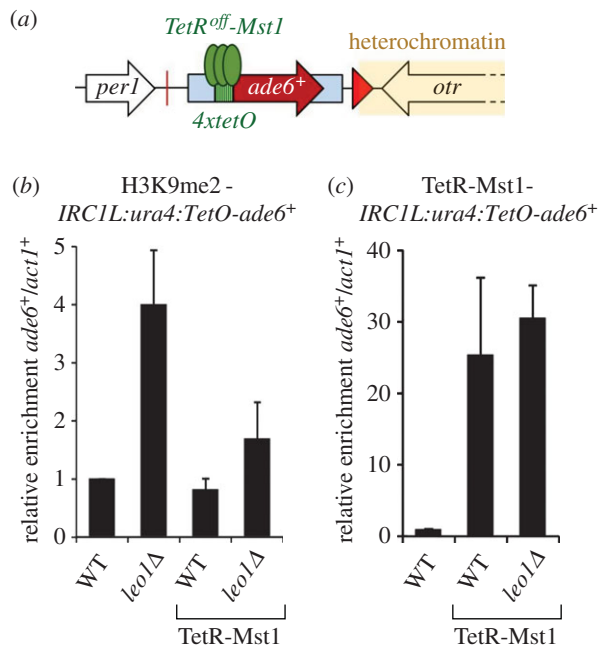 (a)
TetR^off-Mst1
heterochromatin
per1
ade6+
otr
4xtetO
(b)
H3K9me2 -
IRC1L:ura4:TetO-ade6+
relative enrichment ade6+/act1+
5
4
3
2
1
0
WT
leo1Δ
WT
leo1Δ
TetR-Mst1
(c)
TetR-Mst1-
IRC1L:ura4:TetO-ade6+
relative enrichment ade6+/act1+
40
30
20
10
0
WT
WT
leo1Δ
TetR-Mst1